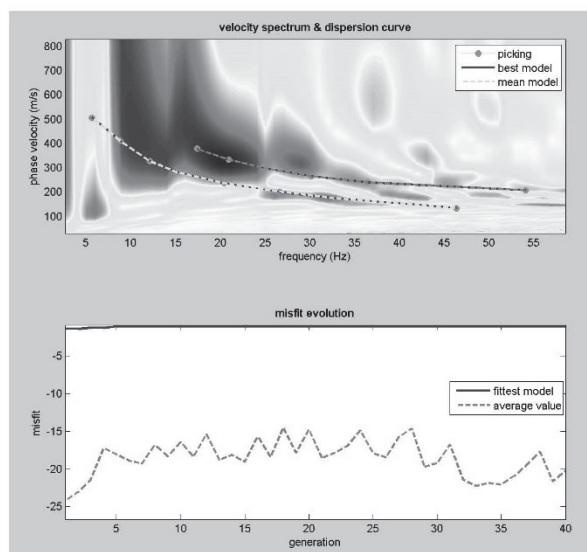 velocity spectrum & dispersion curve
picking
best model
mean model
phase velocity (m/s)
800
700
600
500
400
300
200
100
5 10 15 20 25 30 35 40 45 50 55
frequency (Hz)
misfit evolution
fittest model
average value
misfit
-5
-10
-15
-20
-25
5 10 15 20 25 30 35 40
generation